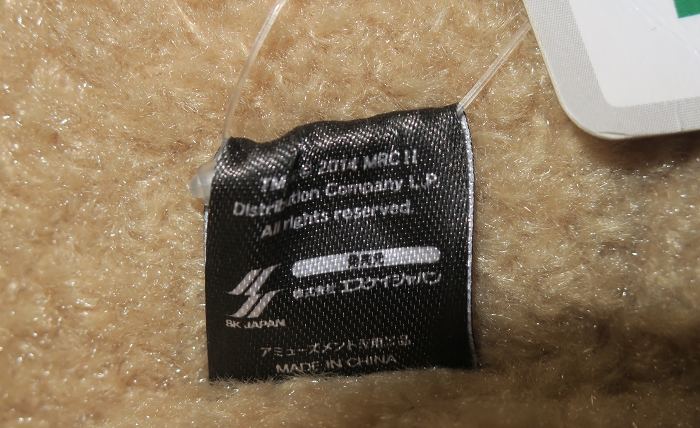 TM & © 2014 MRC II
Distribution Company L.P.
All rights reserved.
発売元
株式会社 エスケイジャパン
SK JAPAN
アミューズメント専用景品
MADE IN CHINA